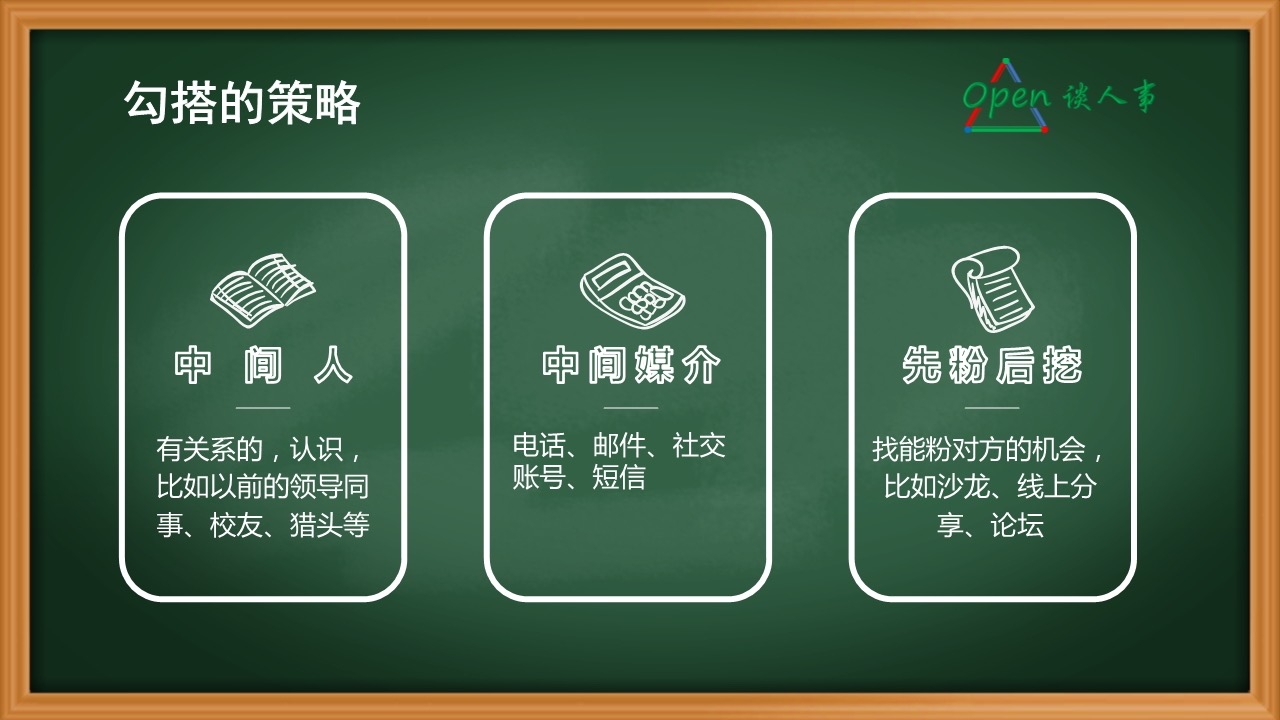 勾搭的策略
Open 谈人事
中 间 人
有关系的，认识，
比如以前的领导同
事、校友、猎头等
中间媒介
电话、邮件、社交
账号、短信
先粉后挖
找能粉对方的机会，
比如沙龙、线上分
享、论坛